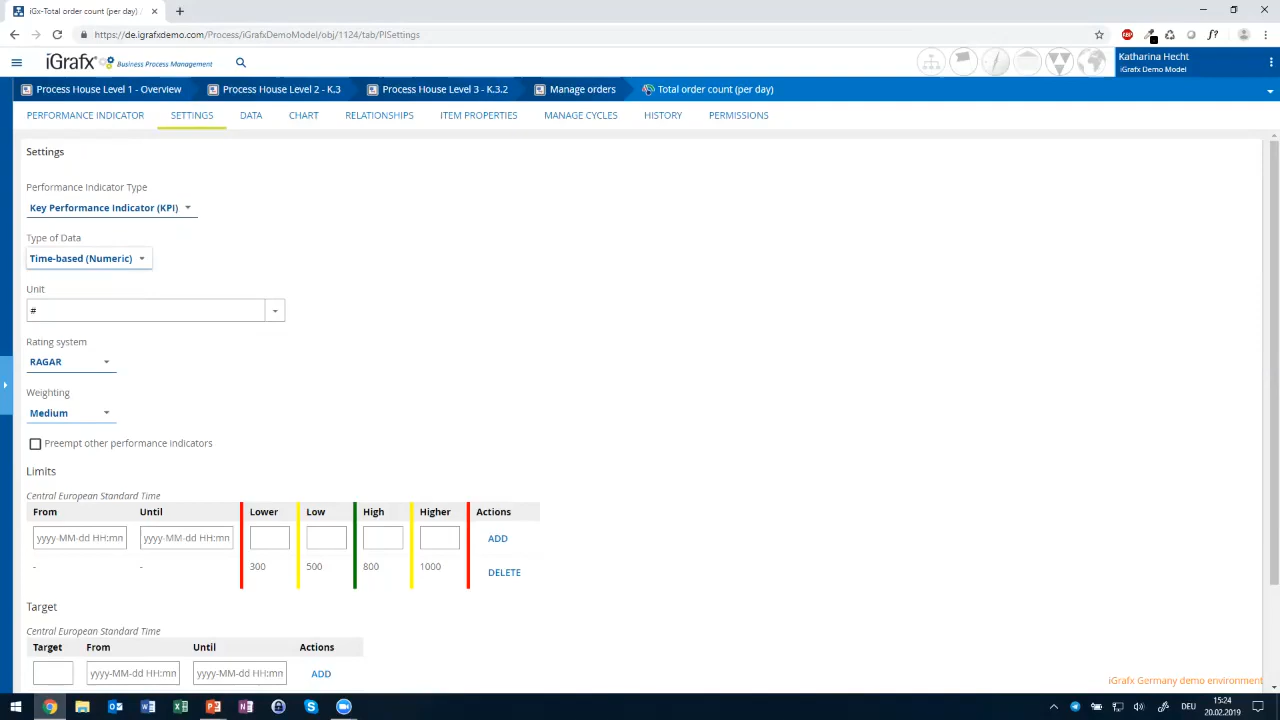 iGx-Total order count (per day) /
https://de.igrafxdemo.com/Process/iGrafxDemoModel/obj/1124/tab/PISettings
ABP
f?
iGrafx Business Process Management
Katharina Hecht
iGrafx Demo Model
Process House Level 1 - Overview
Process House Level 2 - K.3
Process House Level 3 - K.3.2
Manage orders
Total order count (per day)
PERFORMANCE INDICATOR SETTINGS DATA CHART RELATIONSHIPS ITEM PROPERTIES MANAGE CYCLES HISTORY PERMISSIONS
Settings
Performance Indicator Type
Key Performance Indicator (KPI)
Type of Data
Time-based (Numeric)
Unit
#
Rating system
RAGAR
Weighting
Medium
Preempt other performance indicators
Limits
Central European Standard Time
From Until Lower Low High Higher Actions
yyyy-MM-dd HH:mn yyyy-MM-dd HH:mn ADD
- - 300 500 800 1000 DELETE
Target
Central European Standard Time
Target From Until Actions
yyyy-MM-dd HH:mn yyyy-MM-dd HH:mn ADD
iGrafx Germany demo environment
DEU
15:24
20.02.2019